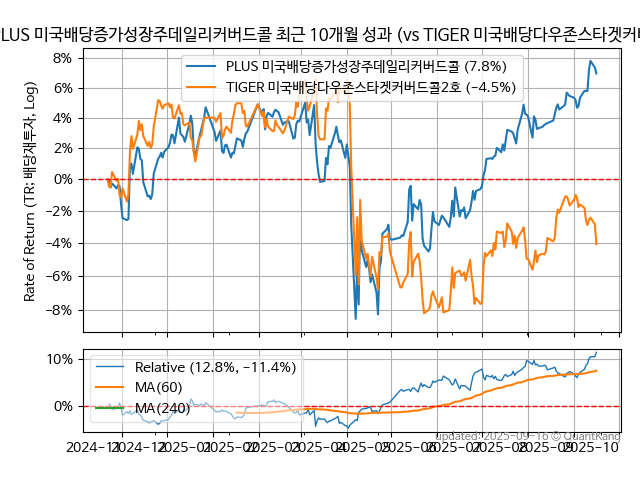 PLUS 미국배당증가성장주데일리커버드콜 최근 10개월 성과 (vs TIGER 미국배당다우존스타겟커버
PLUS 미국배당증가성장주데일리커버드콜 (7.8%)
TIGER 미국배당다우존스타겟커버드콜2호 (−4.5%)
Rate of Return (TR: 배당재투자, Log)
8%
6%
4%
2%
0%
−2%
−4%
−6%
−8%
Relative (12.8%, −11.4%)
MA(60)
MA(240)
10%
0%
2024−11
2024−12
2025−01
2025−02
2025−03
2025−04
2025−05
2025−06
2025−07
2025−08
2025−09
2025−10
updated: 2025−09−16 © QuantKang